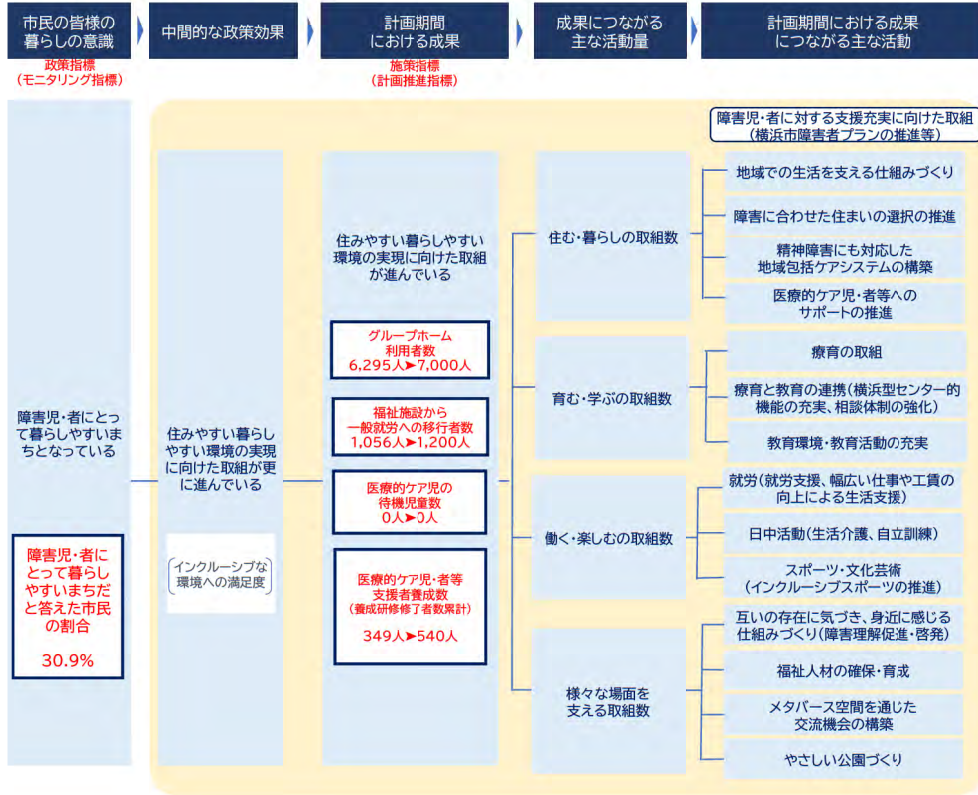 市民の皆様の
暮らしの意識
中間的な政策効果
計画期間
における成果
成果につながる
主な活動量
計画期間における成果
につながる主な活動
政策指標
(モニタリング指標)
施策指標
(計画推進指標)
障害児・者にとっ
て暮らしやすいま
ちとなっている
障害児・者に
とって暮らし
やすいまちだ
と答えた市民
の割合
30.9%
住みやすい暮らし
やすい環境の実現
に向けた取組が更
に進んでいる
インクルーシブな
環境への満足度
住みやすい暮らしやすい
環境の実現に向けた取組
が進んでいる
グループホーム
利用者数
6,295人➤7,000人
福祉施設から
一般就労への移行者数
1,056人➤1,200人
医療的ケア児の
待機児童数
0人➤0人
医療的ケア児・者等
支援者養成数
(養成研修修了者数累計)
349人➤540人
住む・暮らしの取組数
育む・学ぶの取組数
働く・楽しむの取組数
様々な場面を
支える取組数
障害児・者に対する支援充実に向けた取組
(横浜市障害者プランの推進等)
地域での生活を支える仕組みづくり
障害に合わせた住まいの選択の推進
精神障害にも対応した
地域包括ケアシステムの構築
医療的ケア児・者等への
サポートの推進
療育の取組
療育と教育の連携(横浜型センター的
機能の充実、相談体制の強化)
教育環境・教育活動の充実
就労(就労支援、幅広い仕事や工賃の
向上による生活支援)
日中活動(生活介護、自立訓練)
スポーツ・文化芸術
(インクルーシブスポーツの推進)
互いの存在に気づき、身近に感じる
仕組みづくり(障害理解促進・啓発)
福祉人材の確保・育成
メタバース空間を通じた
交流機会の構築
やさしい公園づくり